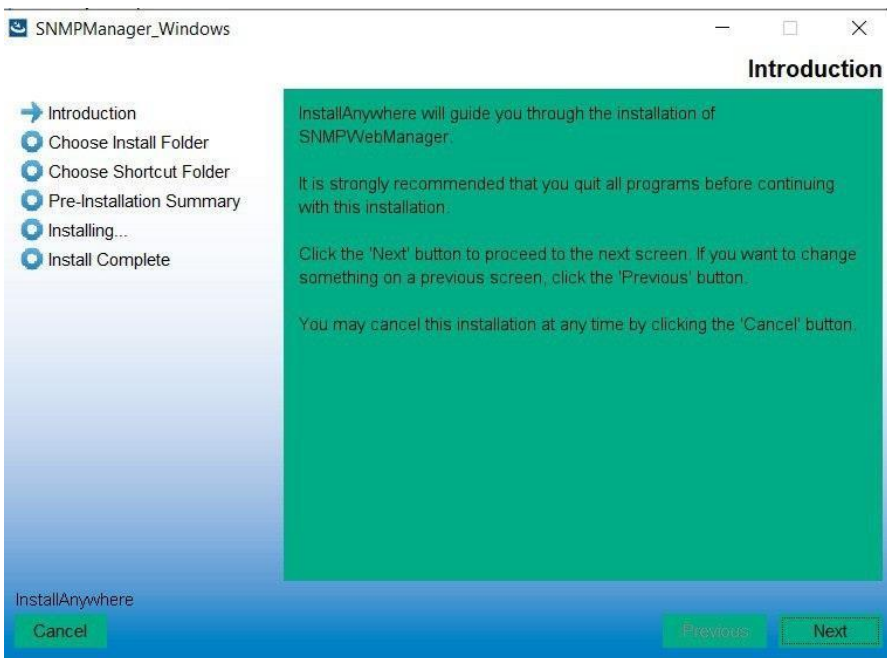 SNMPManager_Windows
Introduction
Introduction
Choose Install Folder
Choose Shortcut Folder
Pre-Installation Summary
Installing...
Install Complete
InstallAnywhere will guide you through the installation of
SNMPWebManager.
It is strongly recommended that you quit all programs before continuing
with this installation.
Click the 'Next' button to proceed to the next screen. If you want to change
something on a previous screen, click the 'Previous' button.
You may cancel this installation at any time by clicking the 'Cancel' button.
InstallAnywhere
Cancel
Previous
Next